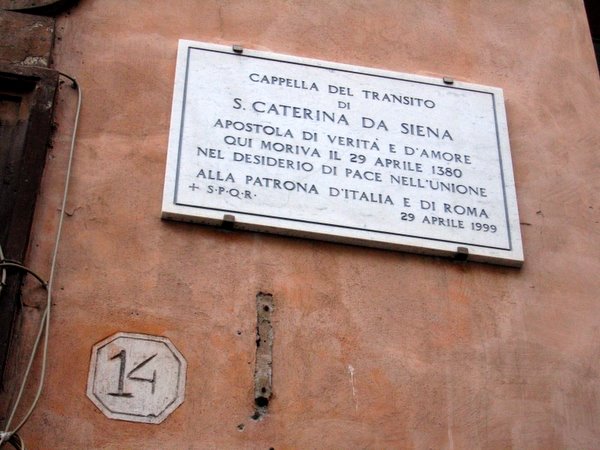 CAPPELLA DEL TRANSITO
DI
S. CATERINA DA SIENA
APOSTOLA DI VERITÀ E D'AMORE
QUI MORIVA IL 29 APRILE 1380
NEL DESIDERIO DI PACE NELL'UNIONE
ALLA PATRONA D'ITALIA E DI ROMA
+ S·P·Q·R·
29 APRILE 1999
14